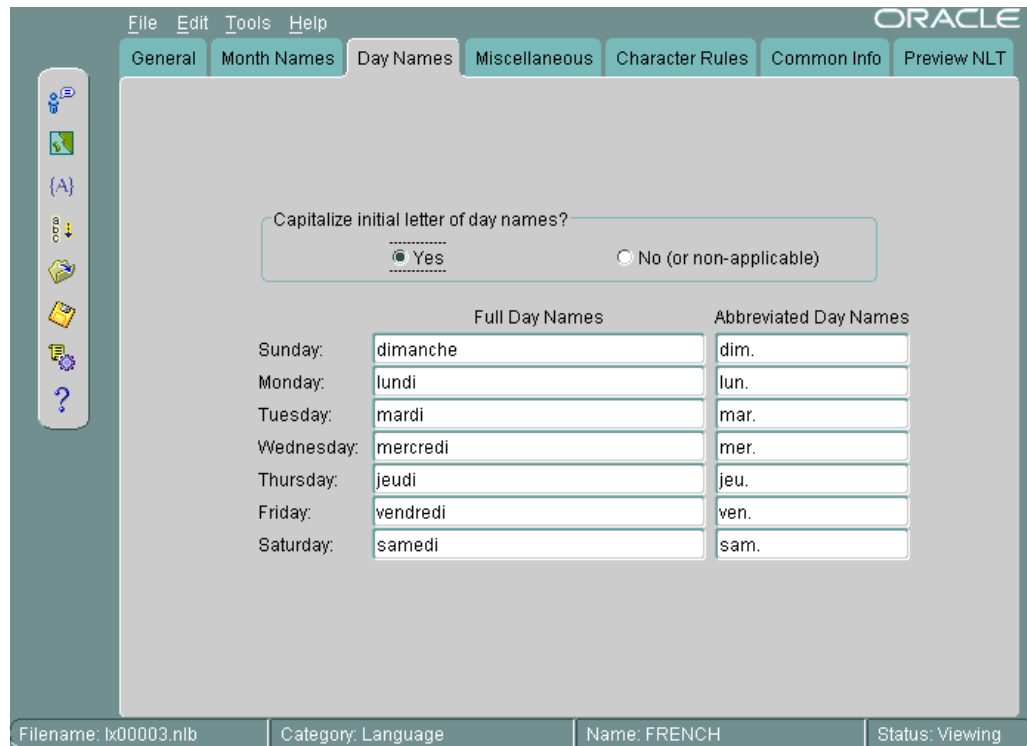 File Edit Tools Help
ORACLE
General Month Names Day Names Miscellaneous Character Rules Common Info Preview NLT
{A}
a
b
c
Capitalize initial letter of day names?
Yes No (or non-applicable)
Full Day Names Abbreviated Day Names
Sunday: dimanche dim.
Monday: lundi lun.
Tuesday: mardi mar.
Wednesday: mercredi mer.
Thursday: jeudi jeu.
Friday: vendredi ven.
Saturday: samedi sam.
?
Filename: lx00003.nlb Category: Language Name: FRENCH Status: Viewing